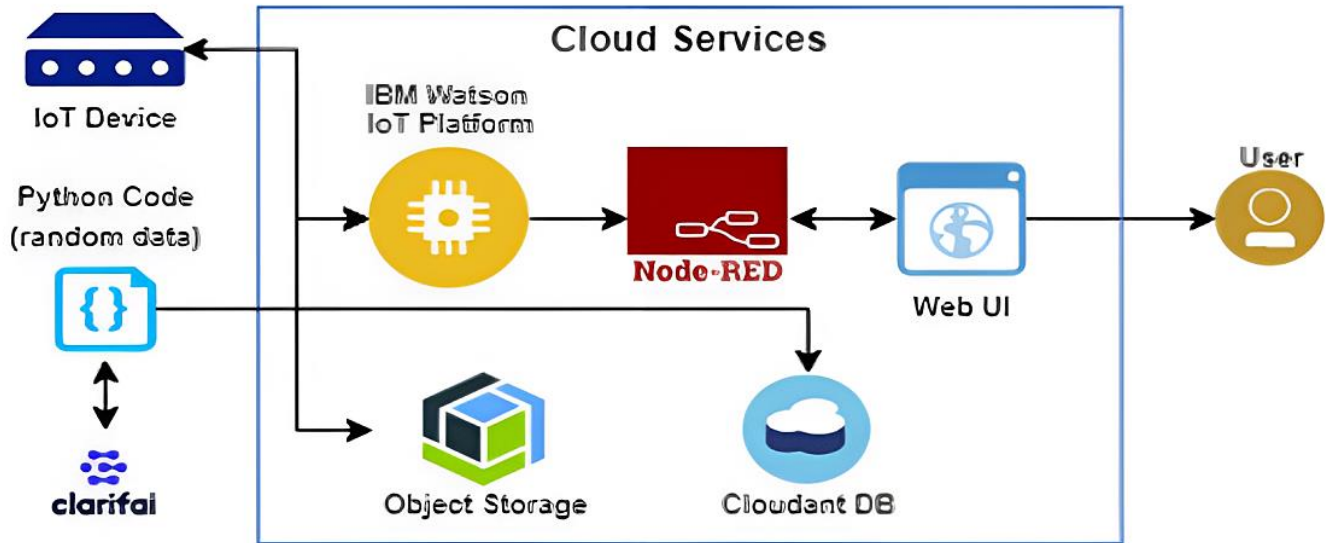 Cloud Services
IoT Device
IBM Watson
IoT Platform
User
Python Code
(random data)
{}
Node-RED
Web UI
clarifai
Object Storage
Cloudant DB